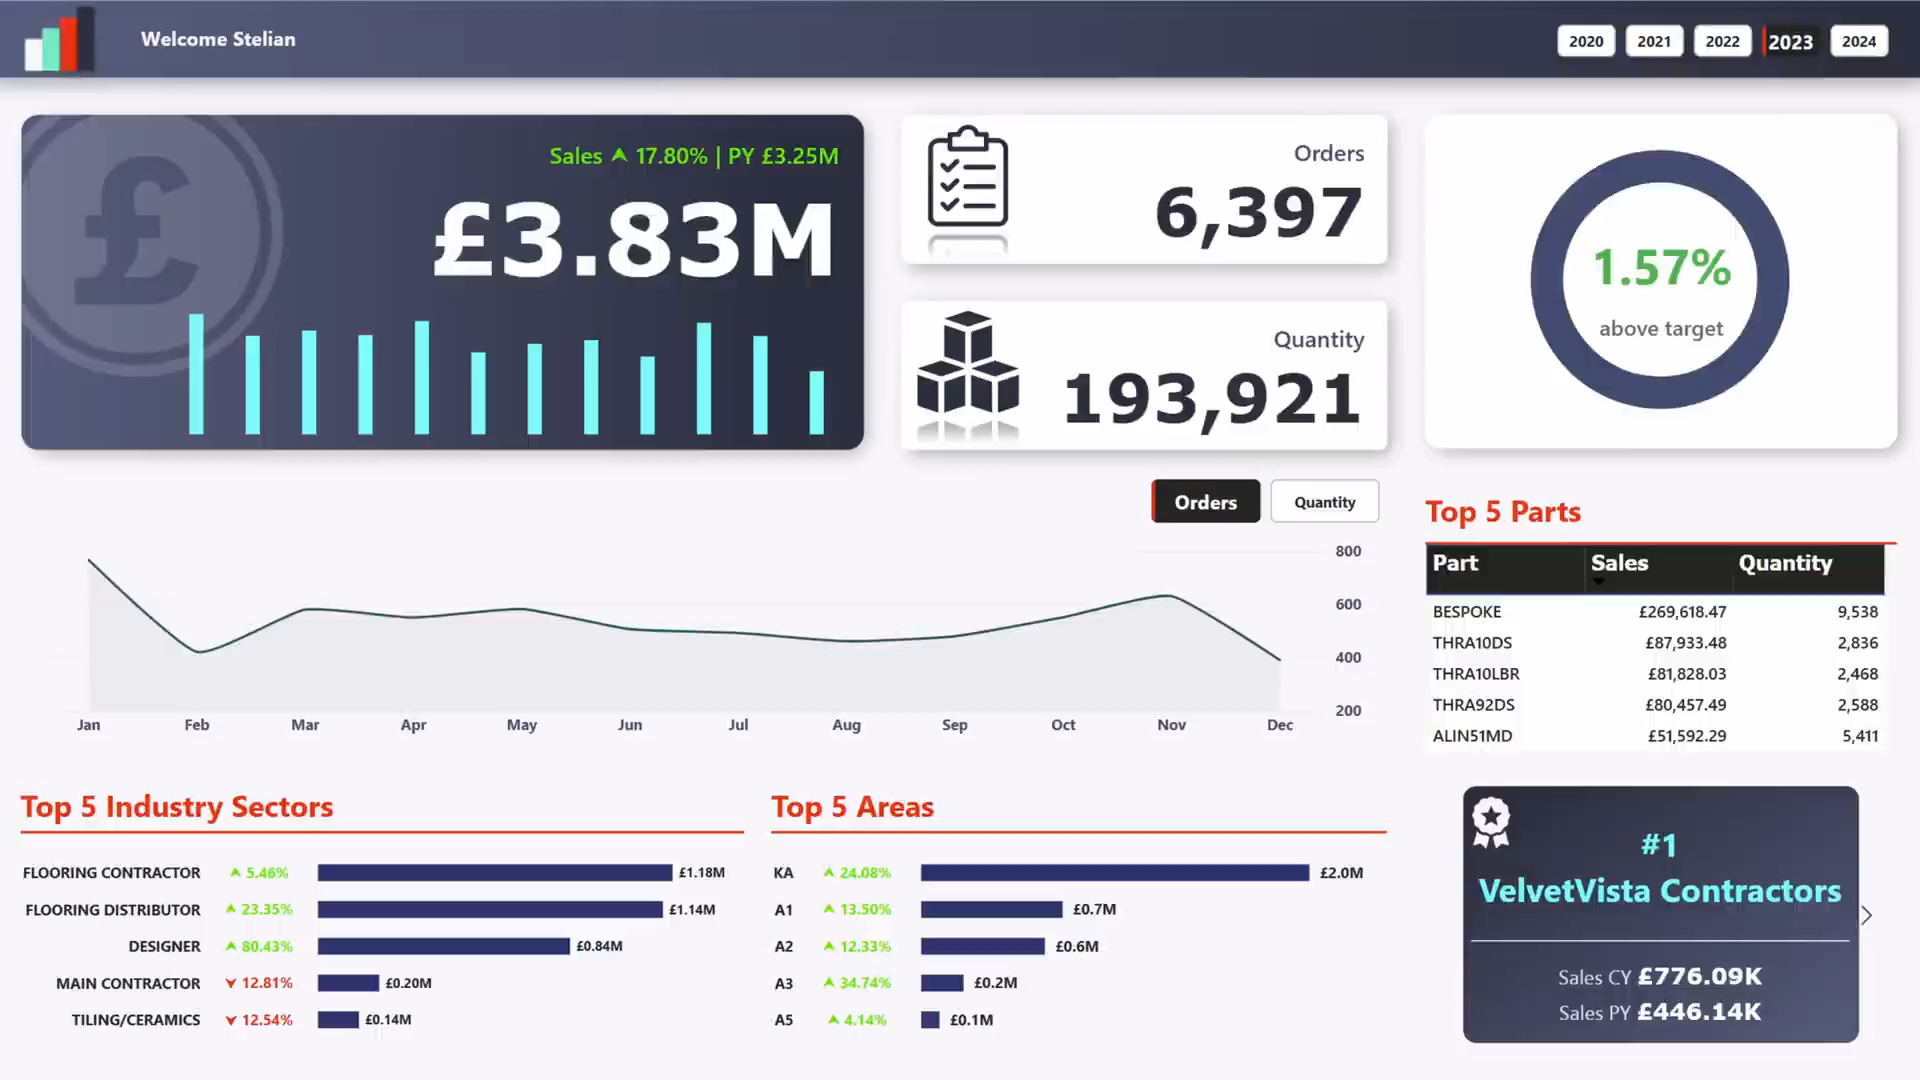 Welcome Stelian
2020 2021 2022 2023 2024
Sales 17.80% | PY £3.25M
£3.83M
Orders
6,397
Quantity
193,921
1.57%
above target
Orders Quantity
800
600
400
200
Jan Feb Mar Apr May Jun Jul Aug Sep Oct Nov Dec
Top 5 Parts
Part Sales Quantity
BESPOKE £269,618.47 9,538
THRA10DS £87,933.48 2,836
THRA10LBR £81,828.03 2,468
THRA92DS £80,457.49 2,588
ALIN51MD £51,592.29 5,411
Top 5 Industry Sectors
FLOORING CONTRACTOR 5.46% £1.18M
FLOORING DISTRIBUTOR 23.35% £1.14M
DESIGNER 80.43% £0.84M
MAIN CONTRACTOR 12.81% £0.20M
TILING/CERAMICS 12.54% £0.14M
Top 5 Areas
KA 24.08% £2.0M
A1 13.50% £0.7M
A2 12.33% £0.6M
A3 34.74% £0.2M
A5 4.14% £0.1M
#1
VelvetVista Contractors
Sales CY £776.09K
Sales PY £446.14K